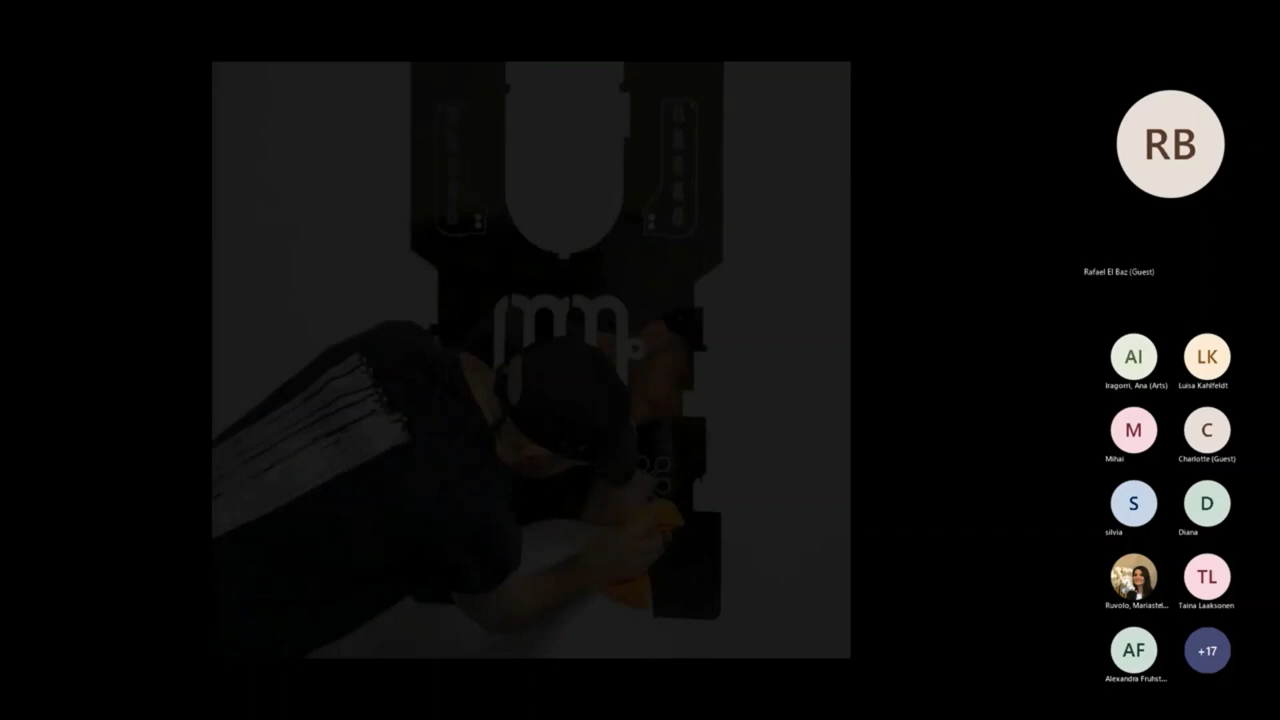 RB
Rafael El Baz (Guest)
AI
LK
Iragorri, Ana (Arts)
Luisa Kahlfeldt
M
C
Mihai
Charlotte (Guest)
S
D
silvia
Diana
TL
Ruvolo, Mariastel...
Taina Laaksonen
AF
+17
Alexandra Fruhst...